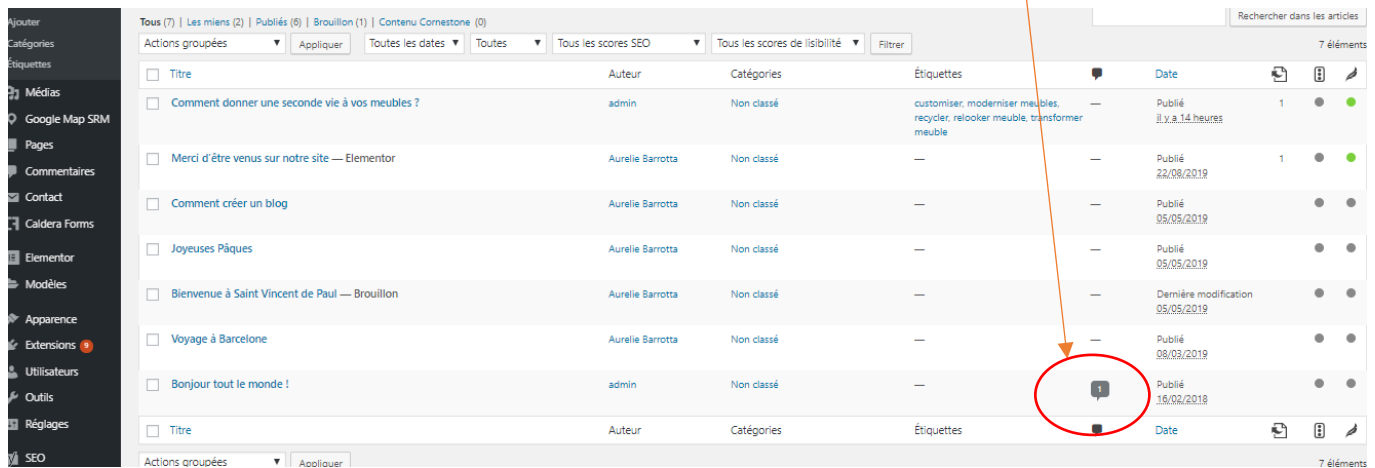 Ajouter
Catégories
Étiquettes
Médias
Google Map SRM
Pages
Commentaires
Contact
Caldera Forms
Elementor
Modèles
Apparence
Extensions 9
Utilisateurs
Outils
Réglages
SEO
Tous (7) | Les miens (2) | Publiés (6) | Brouillon (1) | Contenu Cornestone (0)
Rechercher dans les articles
Actions groupées Appliquer Toutes les dates Toutes Tous les scores SEO Tous les scores de lisibilité Filtrer 7 éléments
Titre Auteur Catégories Étiquettes Date
Comment donner une seconde vie à vos meubles ? admin Non classé customiser, moderniser meubles, — Publié 1
recycler, relooker meuble, transformer il y a 14 heures
meuble
Merci d'être venus sur notre site — Elementor Aurelie Barrotta Non classé — — Publié 1
22/08/2019
Comment créer un blog Aurelie Barrotta Non classé — — Publié
05/05/2019
Joyeuses Pâques Aurelie Barrotta Non classé — — Publié
05/05/2019
Bienvenue à Saint Vincent de Paul — Brouillon Aurelie Barrotta Non classé — — Dernière modification
05/05/2019
Voyage à Barcelone Aurelie Barrotta Non classé — — Publié
08/03/2019
Bonjour tout le monde ! admin Non classé — 1 Publié
16/02/2018
Titre Auteur Catégories Étiquettes Date
Actions groupées Appliquer 7 éléments